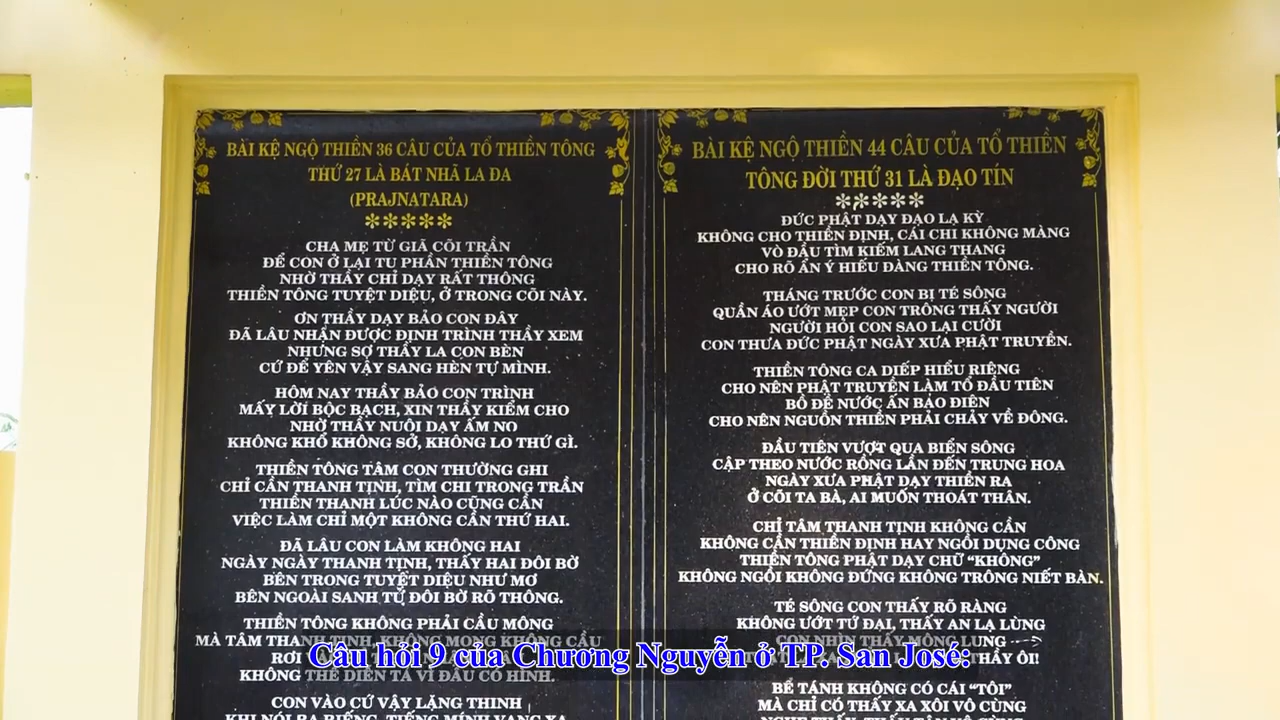 BÀI KỆ NGỘ THIỀN 36 CÂU CỦA TỔ THIỀN TÔNG
THỨ 27 LÀ BÁT NHÃ LA ĐA
(PRAJNATARA)
CHA MẸ TỪ GIÃ CÕI TRẦN
ĐỂ CON Ở LẠI TU PHẦN THIỀN TÔNG
NHỜ THẦY CHỈ DẠY RẤT THÔNG
THIỀN TÔNG TUYỆT DIỆU, Ở TRONG CÕI NÀY.
ƠN THẦY DẠY BẢO CON ĐÂY
ĐÃ LÂU NHẬN ĐƯỢC ĐỊNH TRÌNH THẦY XEM
NHƯNG SỢ THẦY LA CON BÈN
CỨ ĐỂ YÊN VẬY SANG HÈN TỰ MÌNH.
HÔM NAY THẦY BẢO CON TRÌNH
MẤY LỜI BỘC BẠCH, XIN THẦY KIỂM CHO
NHỜ THẦY NUÔI DẠY ẤM NO
KHÔNG KHỔ KHÔNG SỞ, KHÔNG LO THỨ GÌ.
THIỀN TÔNG TÂM CON THƯỜNG GHI
CHỈ CẦN THANH TỊNH, TÌM CHI TRONG TRẦN
THIỀN THANH LÚC NÀO CŨNG CẦN
VIỆC LÀM CHỈ MỘT KHÔNG CẦN THỨ HAI.
ĐÃ LÂU CON LÀM KHÔNG HAI
NGÀY NGÀY THANH TỊNH, THẤY HAI ĐÔI BỜ
BÊN TRONG TUYỆT DIỆU NHƯ MƠ
BÊN NGOÀI SANH TỬ ĐÔI BỜ RÕ THÔNG.
THIỀN TÔNG KHÔNG PHẢI CẦU MÔNG
MÀ TÂM THANH TỊNH, KHÔNG MONG KHÔNG CẦU
RƠI
KHÔNG THỂ DIỄN TẢ VÌ ĐÂU CÓ HÌNH.
CON VÀO CỨ VẬY LẶNG THINH
KHI NÓI RA RIÊNG, TIẾNG MÌNH VANG XA
BÀI KỆ NGỘ THIỀN 44 CÂU CỦA TỔ THIỀN
TÔNG ĐỜI THỨ 31 LÀ ĐẠO TÍN
ĐỨC PHẬT DẠY ĐẠO LẠ KỲ
KHÔNG CHO THIỀN ĐỊNH, CÁI CHI KHÔNG MÀNG
VÒ ĐẦU TÌM KIẾM LANG THANG
CHO RÕ ẨN Ý HIỂU ĐÀNG THIỀN TÔNG.
THÁNG TRƯỚC CON BỊ TÉ SÔNG
QUẦN ÁO ƯỚT MẸP CON TRÔNG THẤY NGƯỜI
NGƯỜI HỎI CON SAO LẠI CƯỜI
CON THƯA ĐỨC PHẬT NGÀY XƯA PHẬT TRUYỀN.
THIỀN TÔNG CA DIẾP HIỂU RIÊNG
CHO NÊN PHẬT TRUYỀN LÀM TỔ ĐẦU TIÊN
BỒ ĐỀ NƯỚC ẤN BẢO ĐIÊN
CHO NÊN NGUỒN THIỀN PHẢI CHẢY VỀ ĐÔNG.
ĐẦU TIÊN VƯỢT QUA BIỂN SÔNG
CẬP THEO NƯỚC RỒNG LẦN ĐẾN TRUNG HOA
NGÀY XƯA PHẬT DẠY THIỀN RA
Ở CÕI TA BÀ, AI MUỐN THOÁT THÂN.
CHỈ TÂM THANH TỊNH KHÔNG CẦN
KHÔNG CẦN THIỀN ĐỊNH HAY NGỒI DỤNG CÔNG
THIỀN TÔNG PHẬT DẠY CHỮ “KHÔNG”
KHÔNG NGỒI KHÔNG ĐỨNG KHÔNG TRÔNG NIẾT BÀN.
TÉ SÔNG CON THẤY RÕ RÀNG
KHÔNG ƯỚT TỨ ĐẠI, THẤY AN LẠ LÙNG
CON NHÌN THẤY MÔNG LUNG
THẦY ÔI!
BỂ TÁNH KHÔNG CÓ CÁI “TÔI”
MÀ CHỈ CÓ THẤY XA XÔI VÔ CÙNG
Câu hỏi 9 của Chương Nguyễn ở TP. San José: